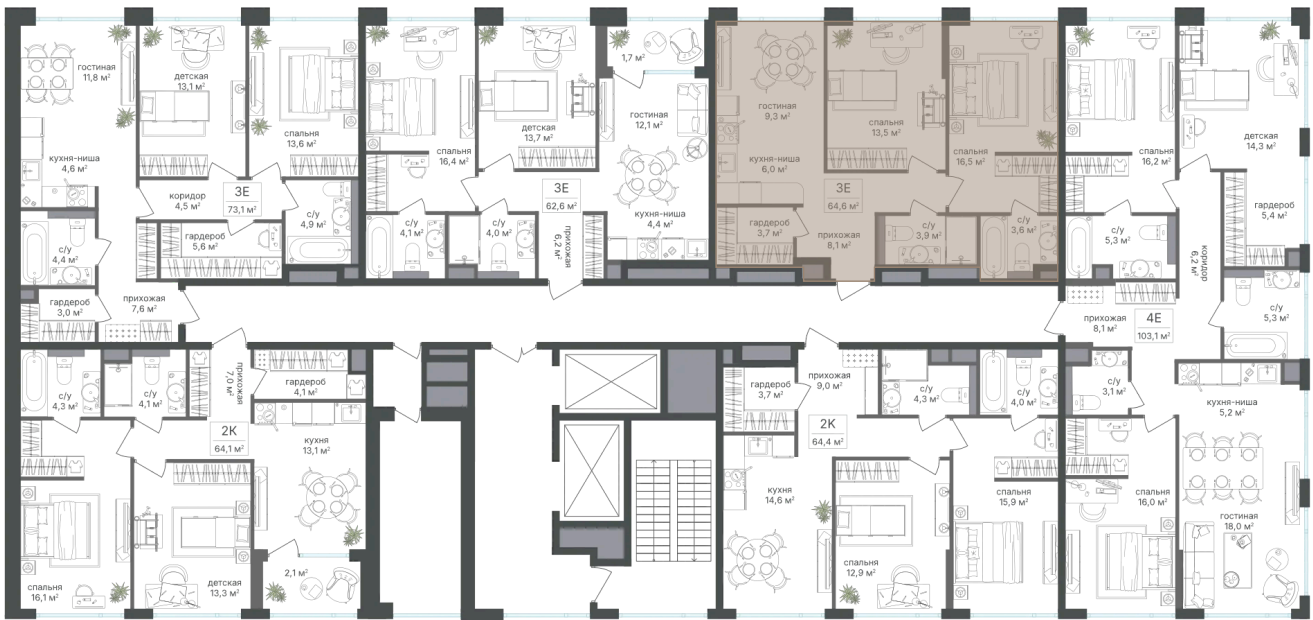 гостиная
11,8 м²
кухня-ниша
4,6 м²
детская
13,1 м²
спальня
13,6 м²
коридор
4,5 м²
3Е
73,1 м²
гардероб
5,6 м²
с/у
4,9 м²
с/у
4,4 м²
гардероб
3,0 м²
прихожая
7,6 м²
спальня
16,4 м²
детская
13,7 м²
1,7 м²
гостиная
12,1 м²
3Е
62,6 м²
с/у
4,1 м²
с/у
4,0 м²
прихожая
6,2 м²
кухня-ниша
4,4 м²
гостиная
9,3 м²
кухня-ниша
6,0 м²
спальня
13,5 м²
спальня
16,5 м²
3Е
64,6 м²
гардероб
3,7 м²
прихожая
8,1 м²
с/у
3,9 м²
с/у
3,6 м²
спальня
16,2 м²
детская
14,3 м²
гардероб
5,4 м²
с/у
5,3 м²
коридор
6,2 м²
прихожая
8,1 м²
4Е
103,1 м²
с/у
5,3 м²
с/у
3,1 м²
кухня-ниша
5,2 м²
спальня
16,0 м²
гостиная
18,0 м²
с/у
4,3 м²
с/у
4,1 м²
прихожая
7,0 м²
гардероб
4,1 м²
2К
64,1 м²
кухня
13,1 м²
спальня
16,1 м²
детская
13,3 м²
2,1 м²
гардероб
3,7 м²
прихожая
9,0 м²
с/у
4,3 м²
с/у
4,0 м²
2К
64,4 м²
кухня
14,6 м²
спальня
12,9 м²
спальня
15,9 м²